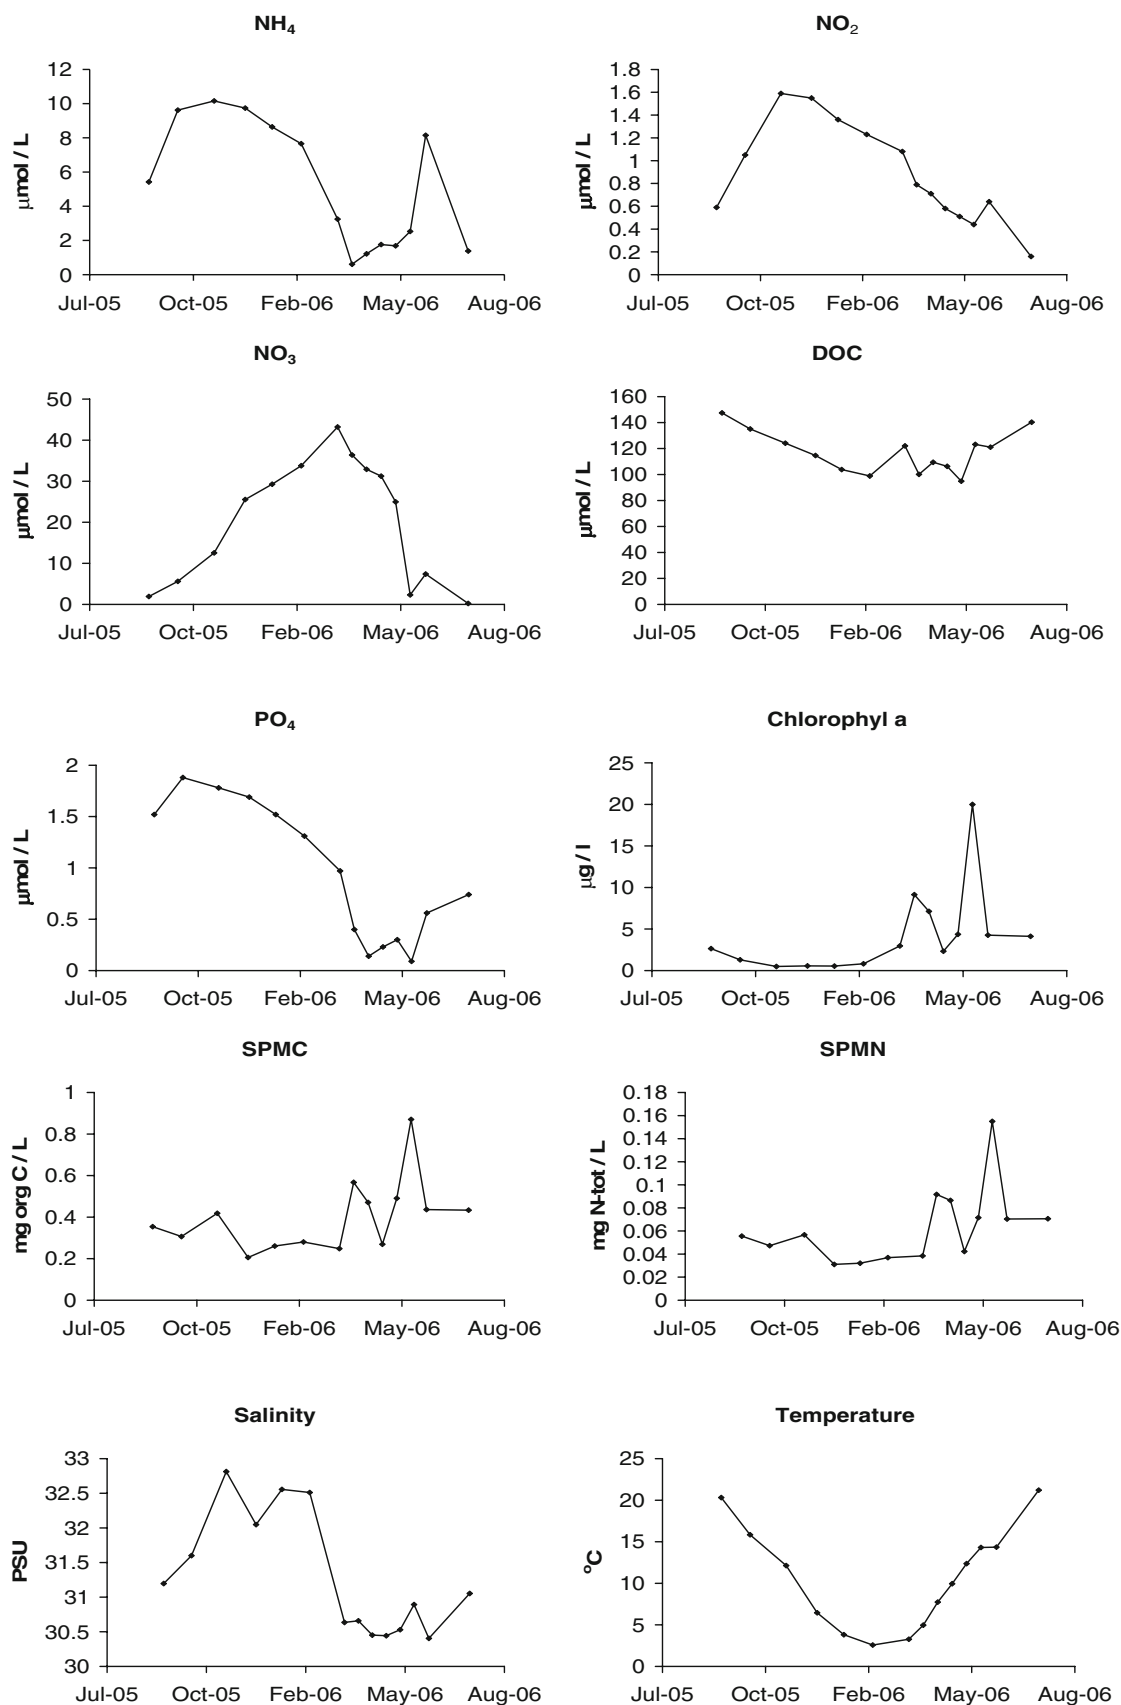 NH₄
12
10
8
6
4
2
0
µmol / L
Jul-05 Oct-05 Feb-06 May-06 Aug-06
NO₂
1.8
1.6
1.4
1.2
1
0.8
0.6
0.4
0.2
0
µmol / L
Jul-05 Oct-05 Feb-06 May-06 Aug-06
NO₃
50
40
30
20
10
0
µmol / L
Jul-05 Oct-05 Feb-06 May-06 Aug-06
DOC
160
140
120
100
80
60
40
20
0
µmol / L
Jul-05 Oct-05 Feb-06 May-06 Aug-06
PO₄
2
1.5
1
0.5
0
µmol / L
Jul-05 Oct-05 Feb-06 May-06 Aug-06
Chlorophyl a
25
20
15
10
5
0
µg / l
Jul-05 Oct-05 Feb-06 May-06 Aug-06
SPMC
1
0.8
0.6
0.4
0.2
0
mg org C / L
Jul-05 Oct-05 Feb-06 May-06 Aug-06
SPMN
0.18
0.16
0.14
0.12
0.1
0.08
0.06
0.04
0.02
0
mg N-tot / L
Jul-05 Oct-05 Feb-06 May-06 Aug-06
Salinity
33
32.5
32
31.5
31
30.5
30
PSU
Jul-05 Oct-05 Feb-06 May-06 Aug-06
Temperature
25
20
15
10
5
0
ºC
Jul-05 Oct-05 Feb-06 May-06 Aug-06